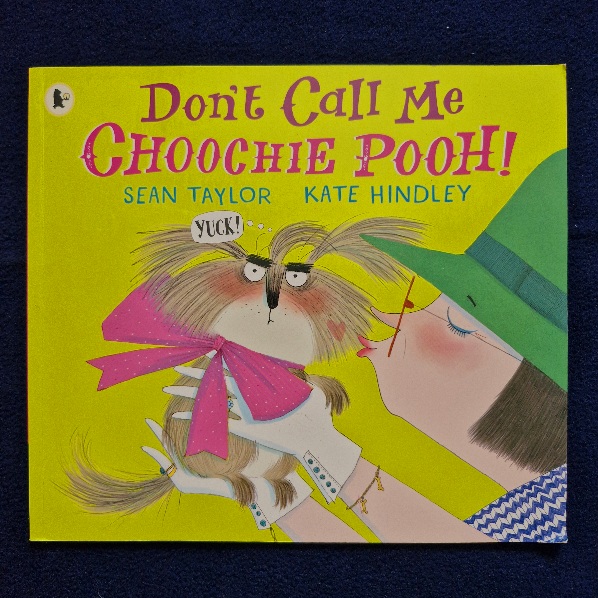 Don't Call Me
CHOOCHIE POOH!
SEAN TAYLOR KATE HINDLEY
YUCK!